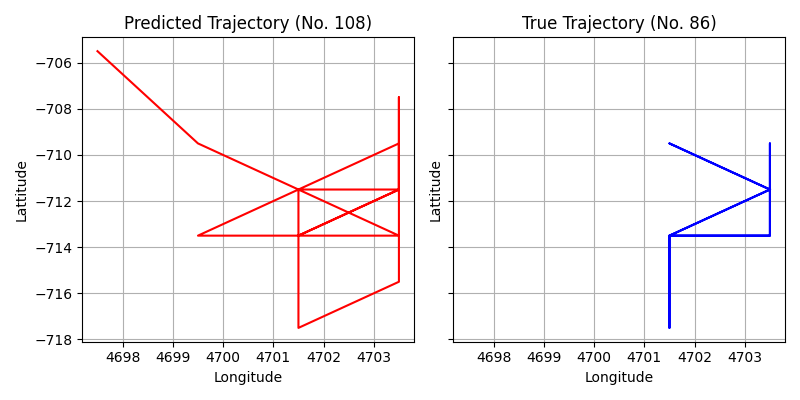 Predicted Trajectory (No. 108)
True Trajectory (No. 86)
−706
−708
−710
−712
−714
−716
−718
Lattitude
Lattitude
4698 4699 4700 4701 4702 4703
4698 4699 4700 4701 4702 4703
Longitude
Longitude